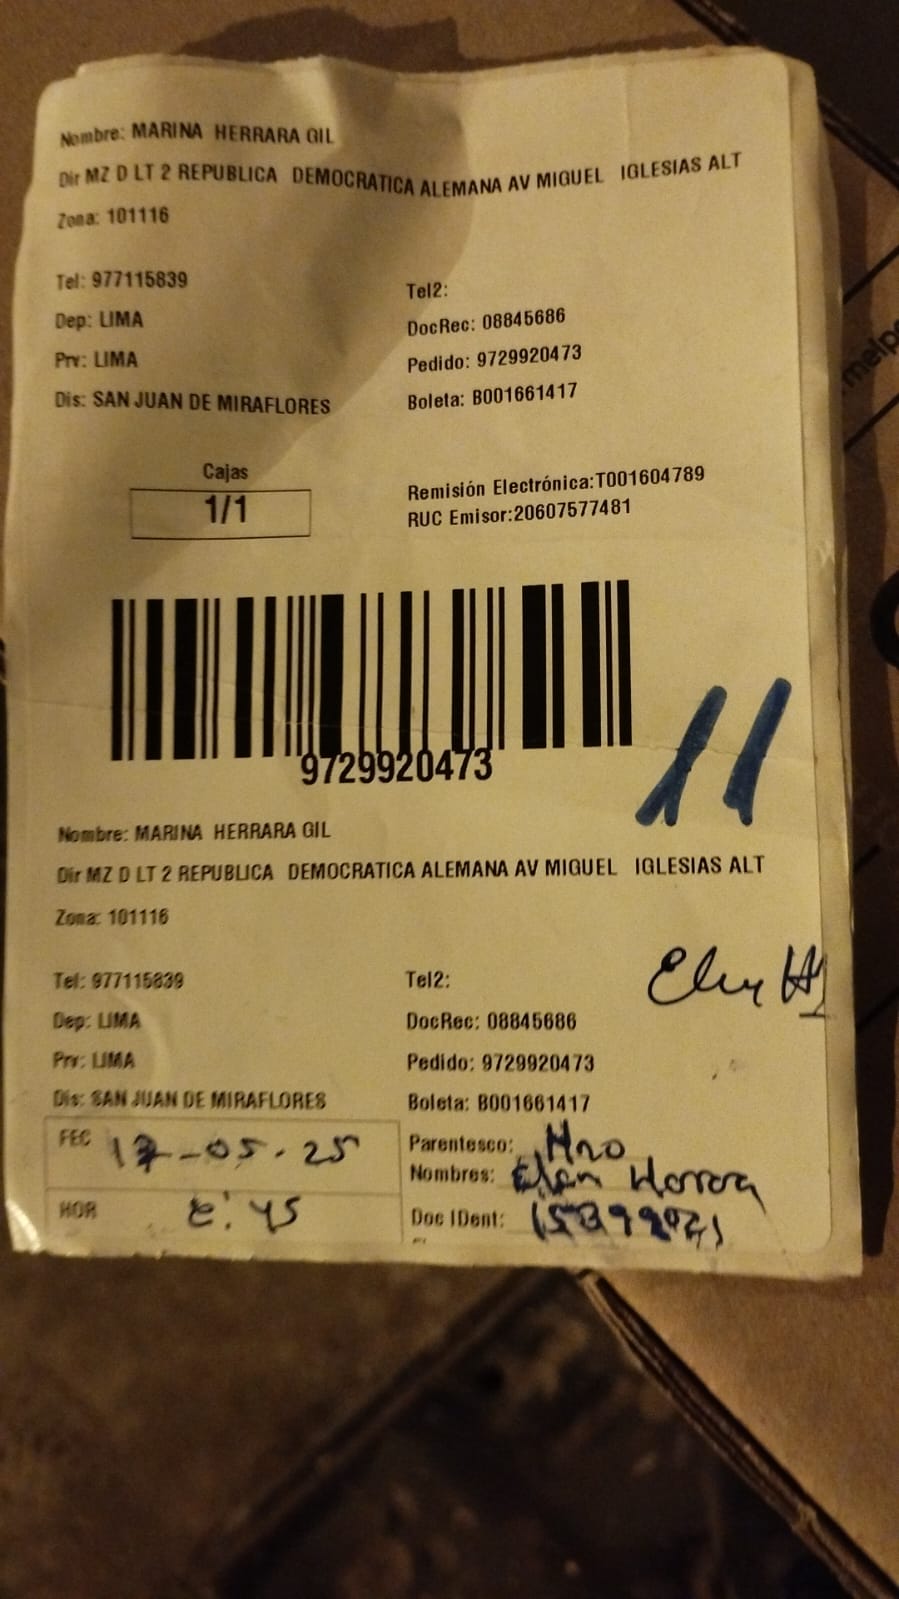 Nombre: MARINA HERRARA GIL
Dir MZ D LT 2 REPUBLICA DEMOCRATICA ALEMANA AV MIGUEL IGLESIAS ALT
Zona: 101116
Tel: 977115839
Tel2:
Dep: LIMA
DocRec: 08845686
Prv: LIMA
Pedido: 9729920473
Dis: SAN JUAN DE MIRAFLORES
Boleta: B001661417
Cajas
1/1
Remisión Electrónica:T001604789
RUC Emisor:20607577481
9729920473
11
Nombre: MARINA HERRARA GIL
Dir MZ D LT 2 REPUBLICA DEMOCRATICA ALEMANA AV MIGUEL IGLESIAS ALT
Zona: 101116
Tel: 977115839
Tel2:
Dep: LIMA
DocRec: 08845686
Prv: LIMA
Pedido: 9729920473
Dis: SAN JUAN DE MIRAFLORES
Boleta: B001661417
FEC 17-05-25
Parentesco: Hno
Nombres:
HOR
Doc IDent: